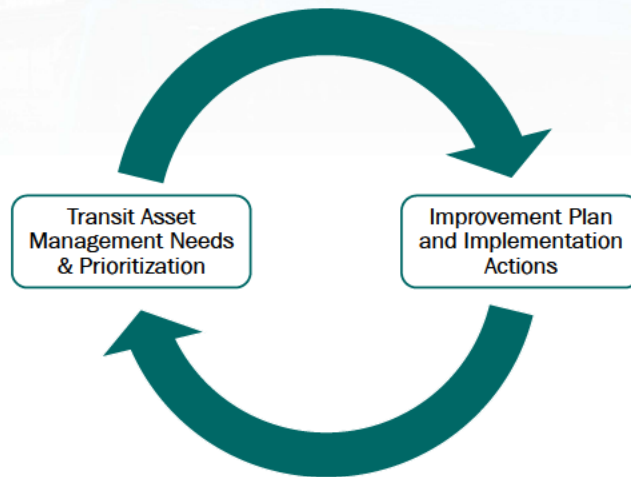 Transit Asset
Management Needs
& Prioritization
Improvement Plan
and Implementation
Actions